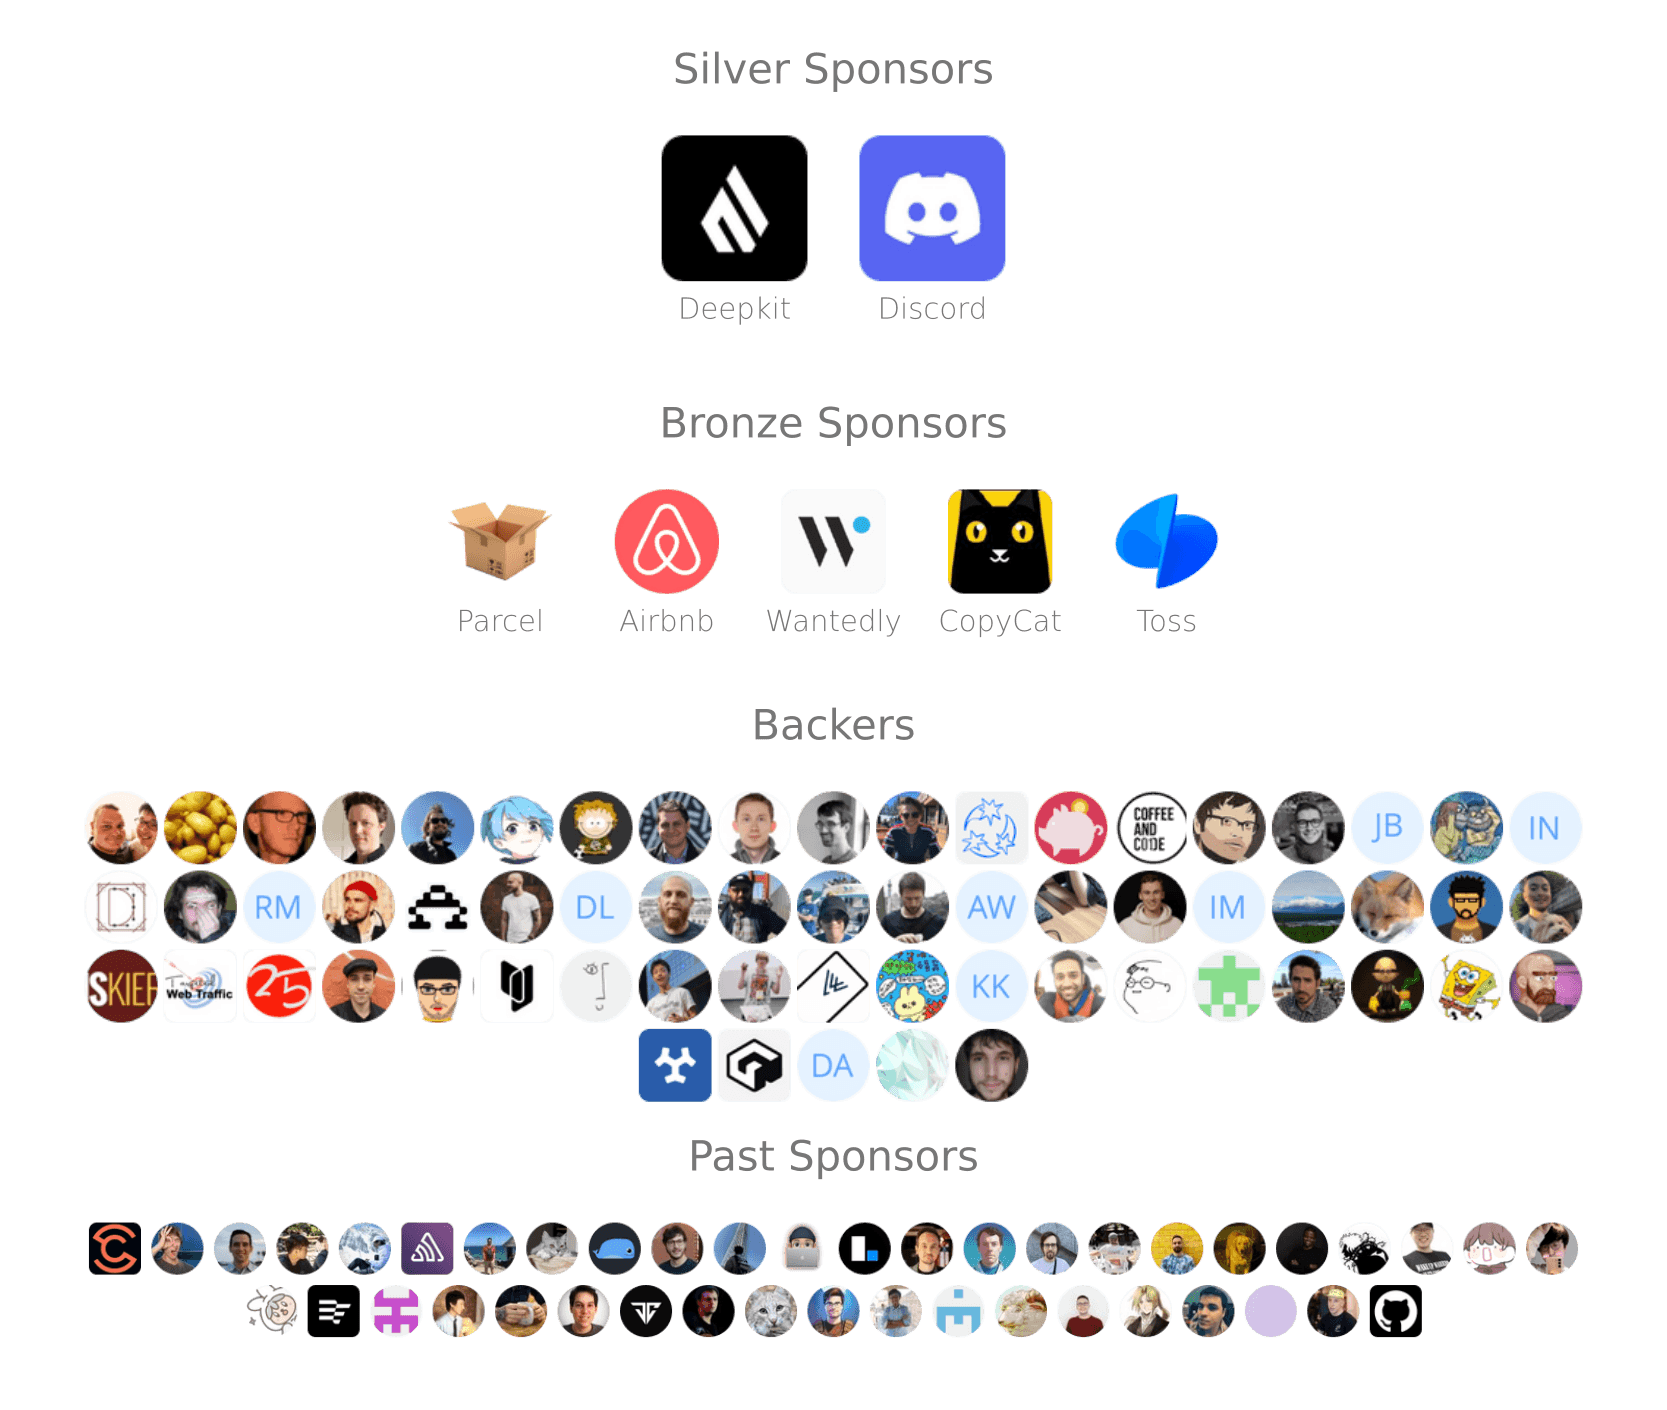 Silver Sponsors
Deepkit
Discord
Bronze Sponsors
Parcel
Airbnb
Wantedly
CopyCat
Toss
Backers
COFFEE
AND
CODE
JB
IN
RM
DL
AW
IM
SKIEF
Web Traffic
25
KK
DA
Past Sponsors